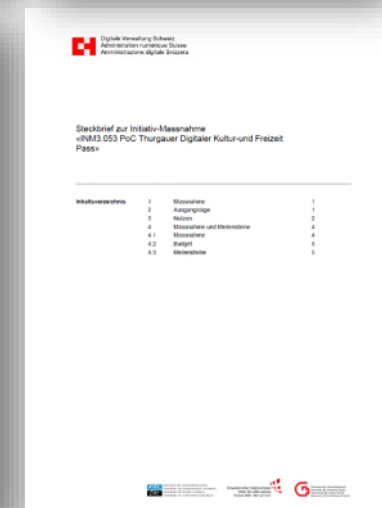 Digitale Verwaltung Schweiz
Administration numérique Suisse
Amministrazione digitale Svizzera
Steckbrief zur Initiativ-Massnahme
«INM3.053 PoC Thurgauer Digitaler Kultur-und Freizeit
Pass»
Inhaltsverzeichnis 1 Massnahme 1
2 Ausgangslage 1
3 Nutzen 2
4 Massnahme und Meilensteine 4
4.1 Massnahme 4
4.2 Budget 5
4.3 Meilensteine 5